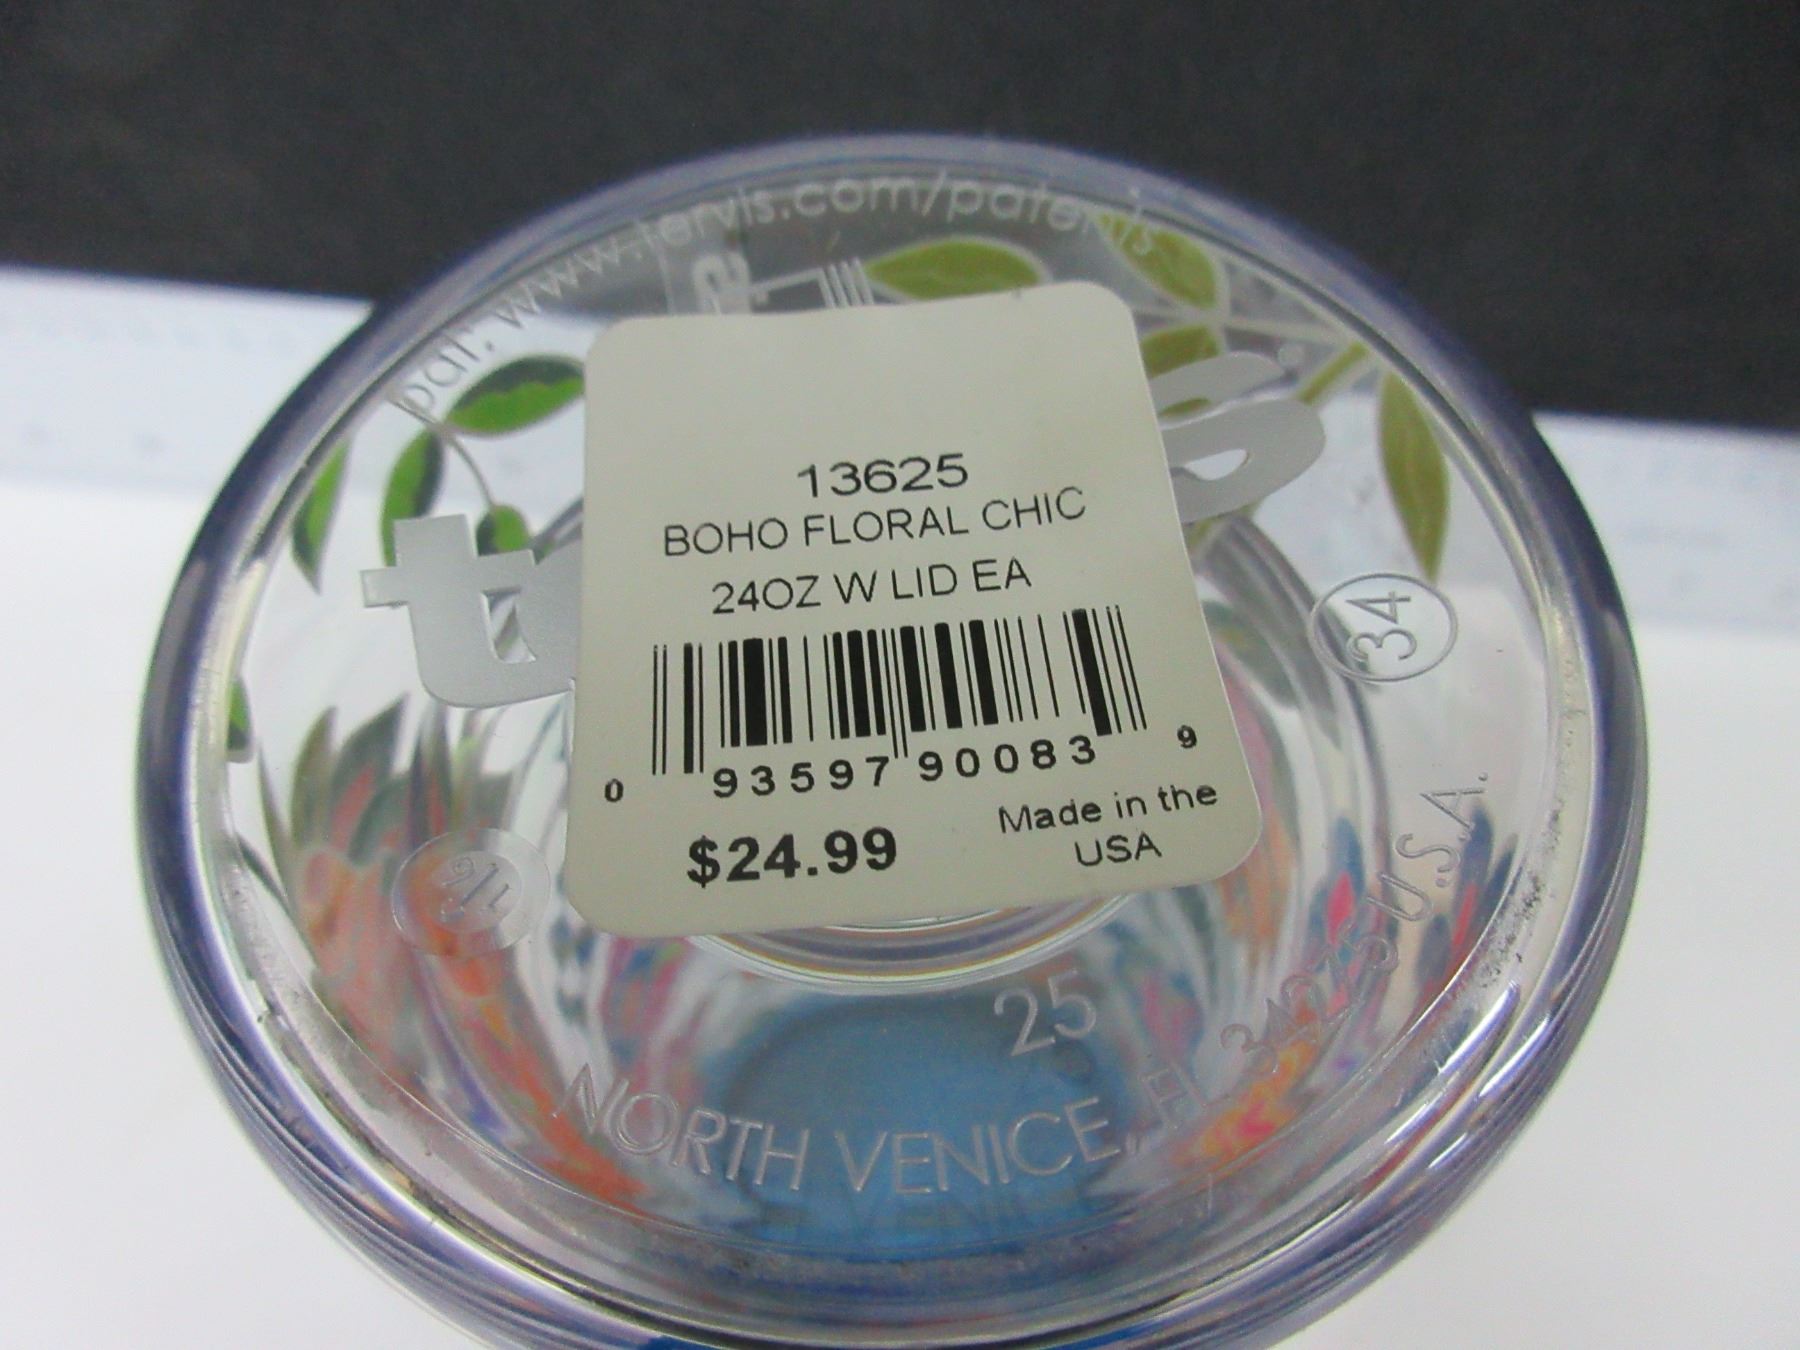 pat. www.tervis.com/patents
13625
BOHO FLORAL CHIC
24OZ W LID EA
0 93597 90083 9
$24.99
Made in the
USA
34
25
NORTH VENICE, FL 34275 U.S.A.